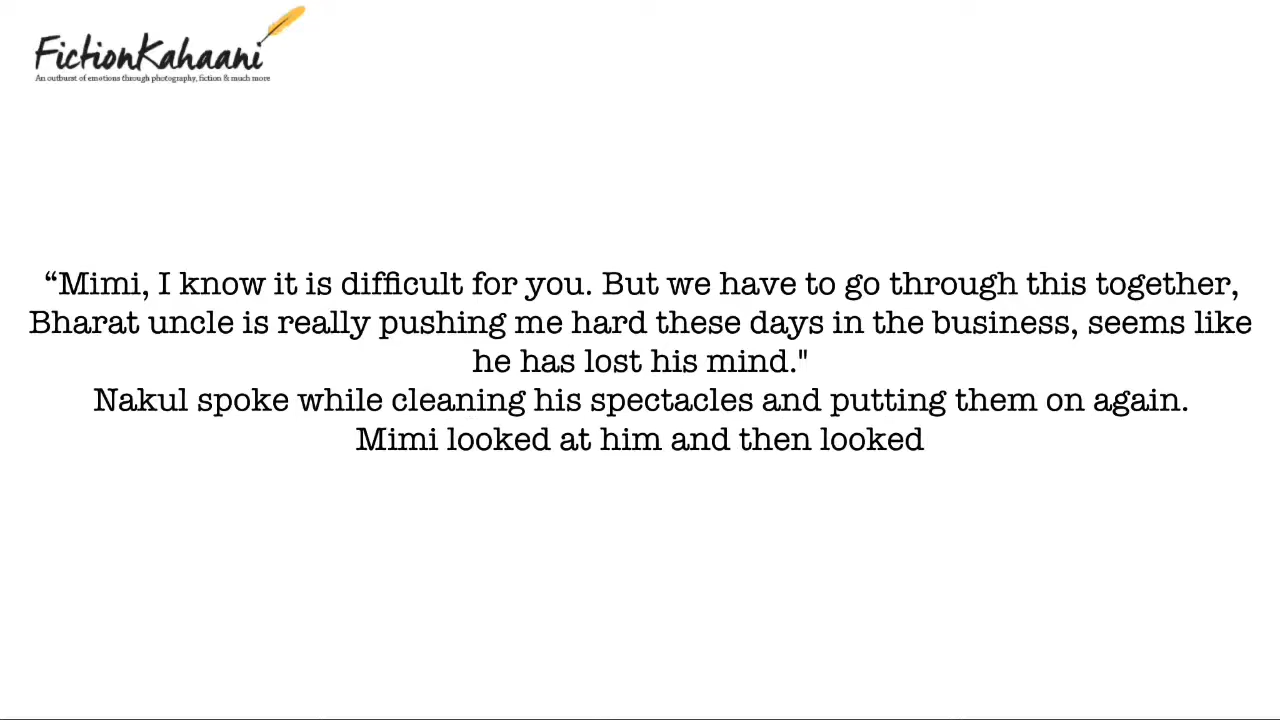 FictionKahaani
An outburst of emotions through photography, fiction & much more
“Mimi, I know it is difficult for you. But we have to go through this together,
Bharat uncle is really pushing me hard these days in the business, seems like
he has lost his mind."
Nakul spoke while cleaning his spectacles and putting them on again.
Mimi looked at him and then looked